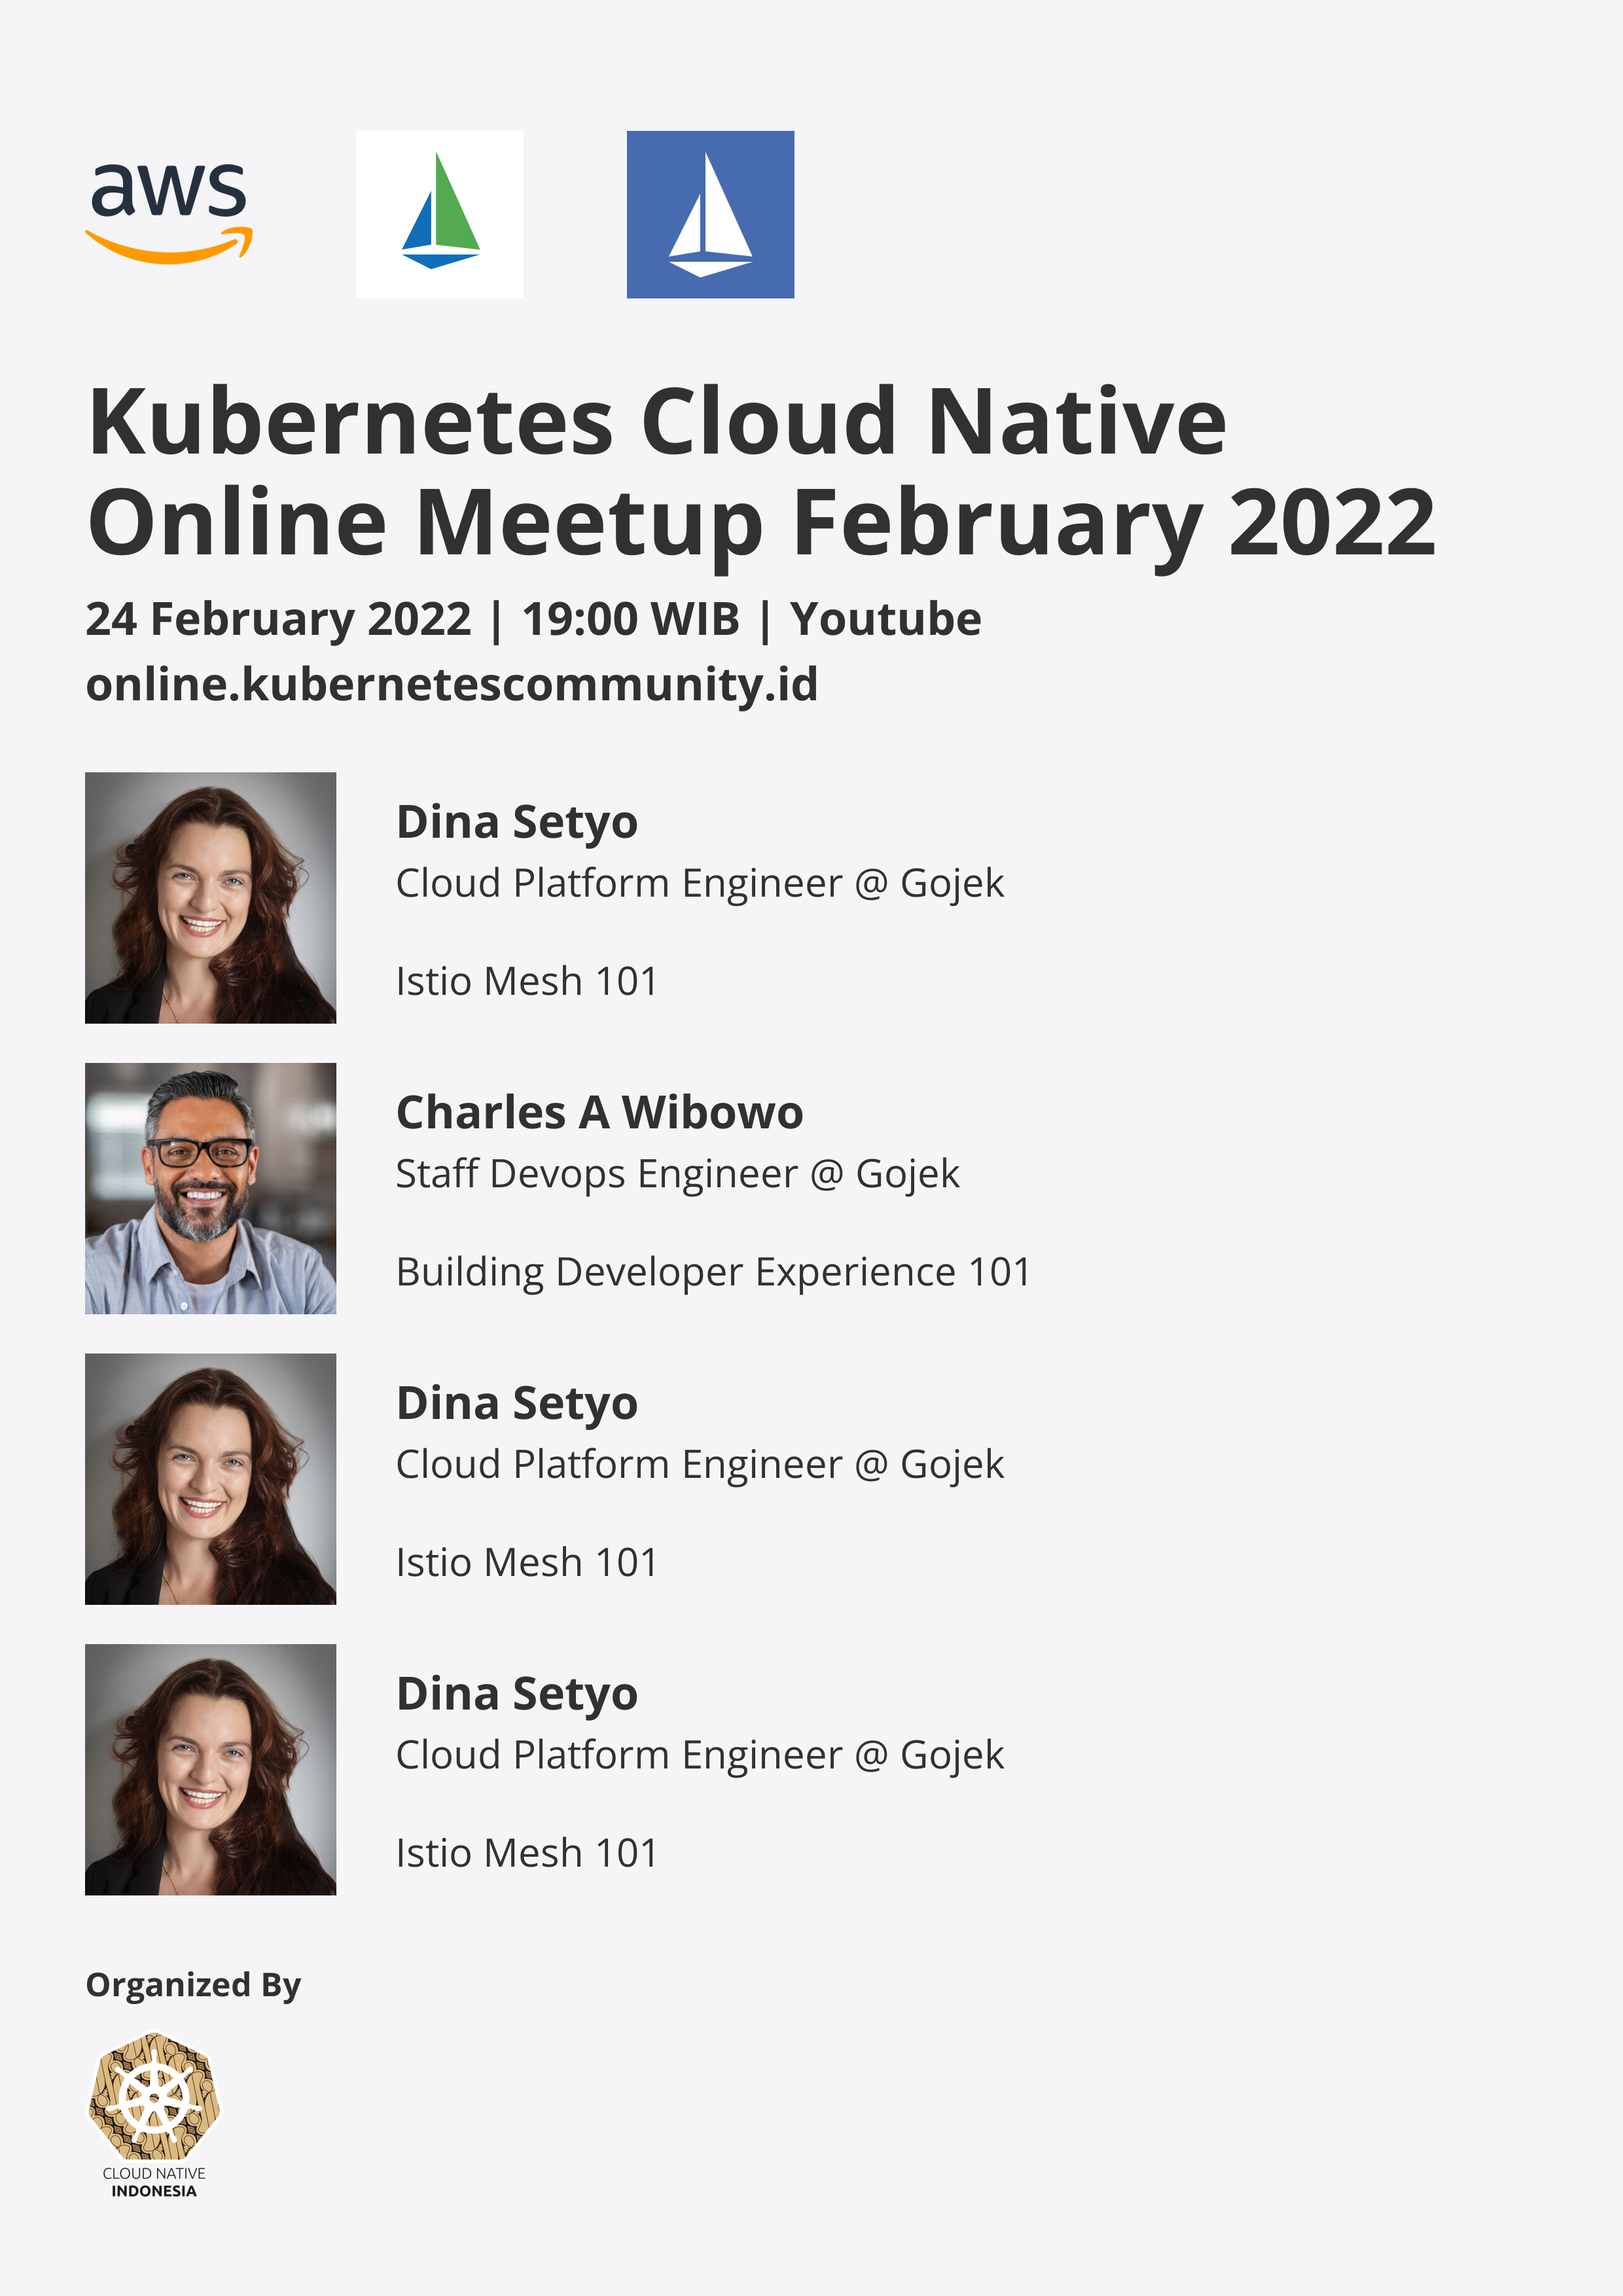 aws
Kubernetes Cloud Native
Online Meetup February 2022
24 February 2022 | 19:00 WIB | Youtube
online.kubernetescommunity.id
Dina Setyo
Cloud Platform Engineer @ Gojek
Istio Mesh 101
Charles A Wibowo
Staff Devops Engineer @ Gojek
Building Developer Experience 101
Dina Setyo
Cloud Platform Engineer @ Gojek
Istio Mesh 101
Dina Setyo
Cloud Platform Engineer @ Gojek
Istio Mesh 101
Organized By
CLOUD NATIVE
INDONESIA